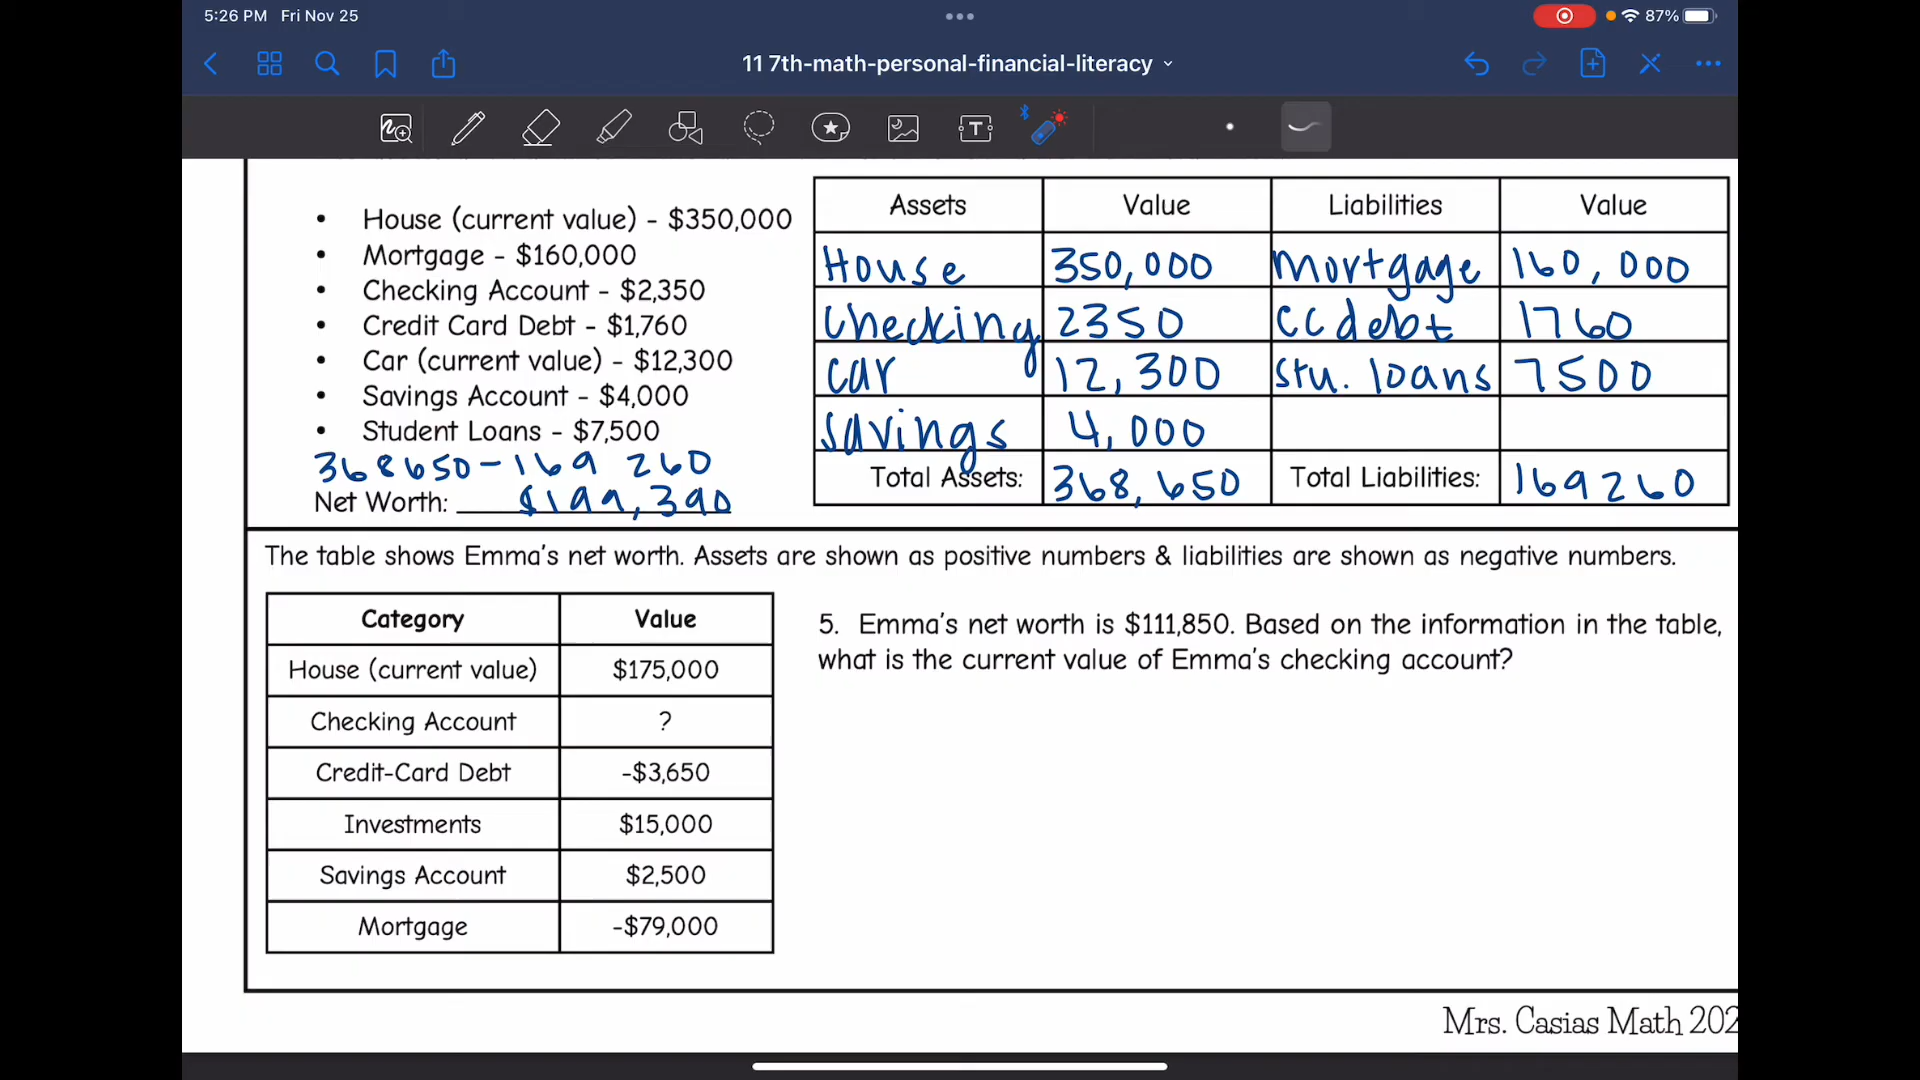 5:26 PM Fri Nov 25
87%
11 7th-math-personal-financial-literacy
• House (current value) - $350,000
• Mortgage - $160,000
• Checking Account - $2,350
• Credit Card Debt - $1,760
• Car (current value) - $12,300
• Savings Account - $4,000
• Student Loans - $7,500
368650-169 260
Net Worth: $199,390
Assets Value Liabilities Value
House 350,000 mortgage 160,000
checking 2350 CC debt 1760
car 12,300 stu. loans 7500
savings 4,000
Total Assets: 368,650 Total Liabilities: 169260
The table shows Emma's net worth. Assets are shown as positive numbers & liabilities are shown as negative numbers.
Category Value
House (current value) $175,000
Checking Account ?
Credit-Card Debt -$3,650
Investments $15,000
Savings Account $2,500
Mortgage -$79,000
5. Emma's net worth is $111,850. Based on the information in the table,
what is the current value of Emma's checking account?
Mrs. Casias Math 202